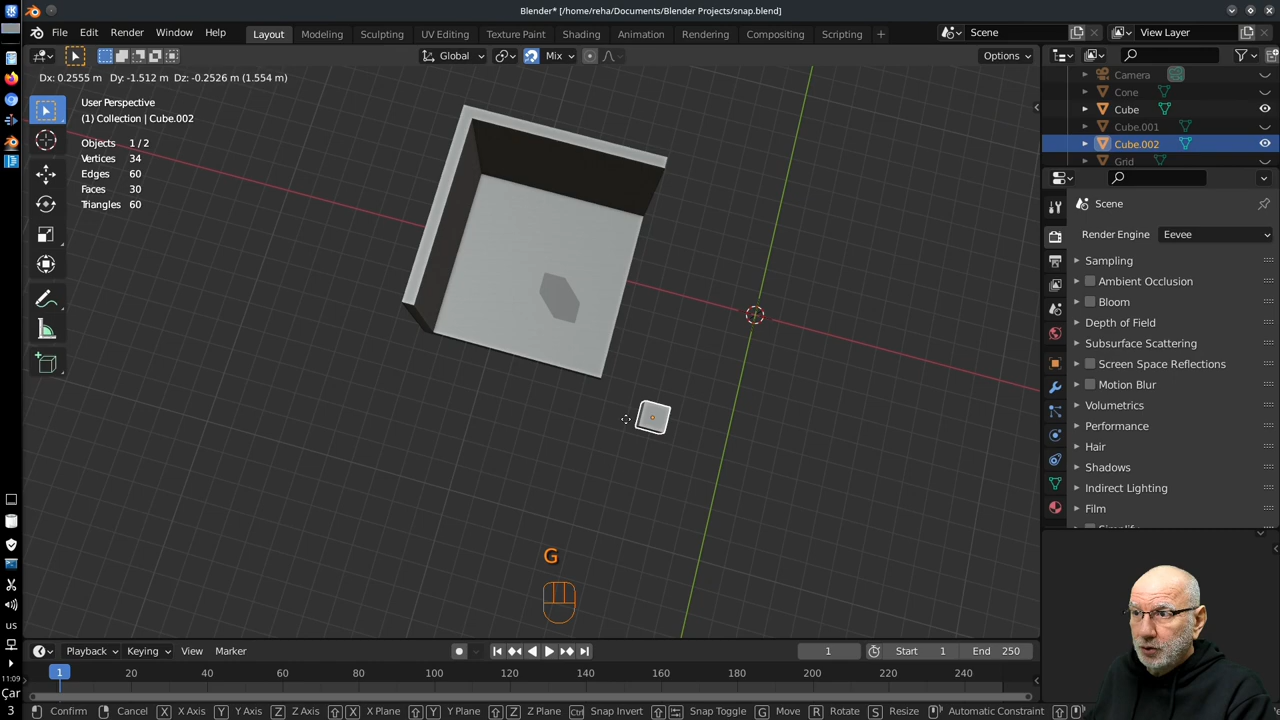 Blender* [/home/reha/Documents/Blender Projects/snap.blend]
File Edit Render Window Help Layout Modeling Sculpting UV Editing Texture Paint Shading Animation Rendering Compositing Scripting + Scene View Layer
Global Mix Options
Dx: 0.2555 m Dy: -1.512 m Dz: -0.2526 m (1.554 m)
User Perspective
(1) Collection | Cube.002
Objects 1 / 2
Vertices 34
Edges 60
Faces 30
Triangles 60
Camera
Cone
Cube
Cube.001
Cube.002
Grid
Scene
Render Engine Eevee
Sampling
Ambient Occlusion
Bloom
Depth of Field
Subsurface Scattering
Screen Space Reflections
Motion Blur
Volumetrics
Performance
Hair
Shadows
Indirect Lighting
Film
Simplify
G
us
Playback Keying View Marker 1 Start 1 End 250
1 20 40 60 80 100 120 140 160 180 200 220 240
11:09
Çar
Confirm Cancel X X Axis Y Y Axis Z Z Axis X X Plane Y Y Plane Z Z Plane Ctrl Snap Invert Snap Toggle G Move R Rotate S Resize Automatic Constraint